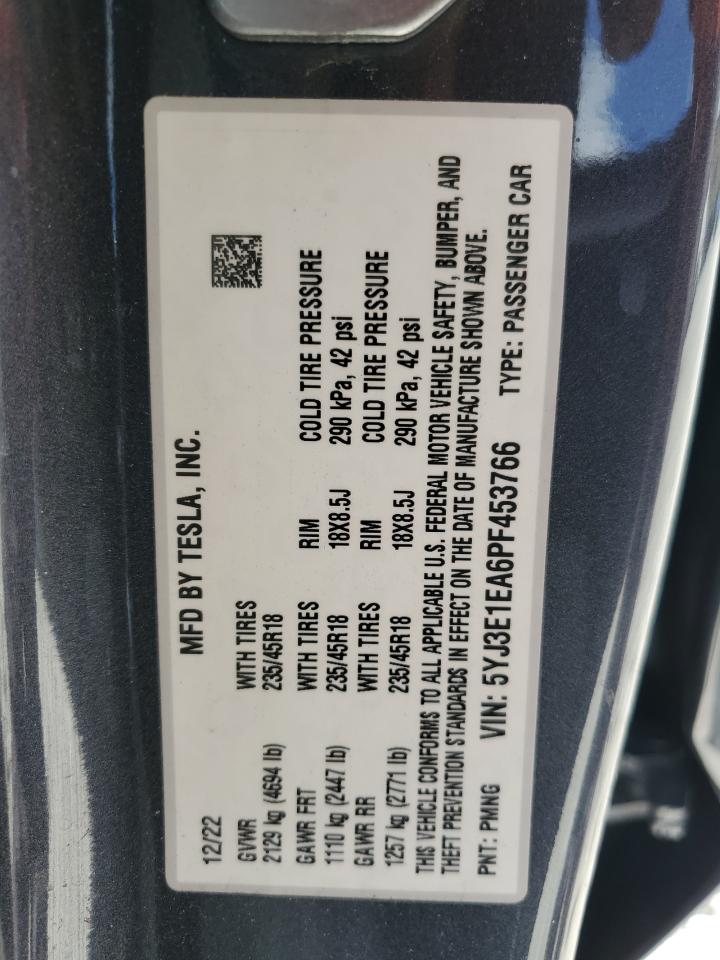 MFD BY TESLA, INC.
12/22
GVWR WITH TIRES
2129 kg (4694 lb) 235/45R18
GAWR FRT WITH TIRES RIM COLD TIRE PRESSURE
1110 kg (2447 lb) 235/45R18 18X8.5J 290 kPa, 42 psi
GAWR RR WITH TIRES RIM COLD TIRE PRESSURE
1257 kg (2771 lb) 235/45R18 18X8.5J 290 kPa, 42 psi
THIS VEHICLE CONFORMS TO ALL APPLICABLE U.S. FEDERAL MOTOR VEHICLE SAFETY, BUMPER, AND
THEFT PREVENTION STANDARDS IN EFFECT ON THE DATE OF MANUFACTURE SHOWN ABOVE.
PNT: PMNG VIN: 5YJ3E1EA6PF453766 TYPE: PASSENGER CAR